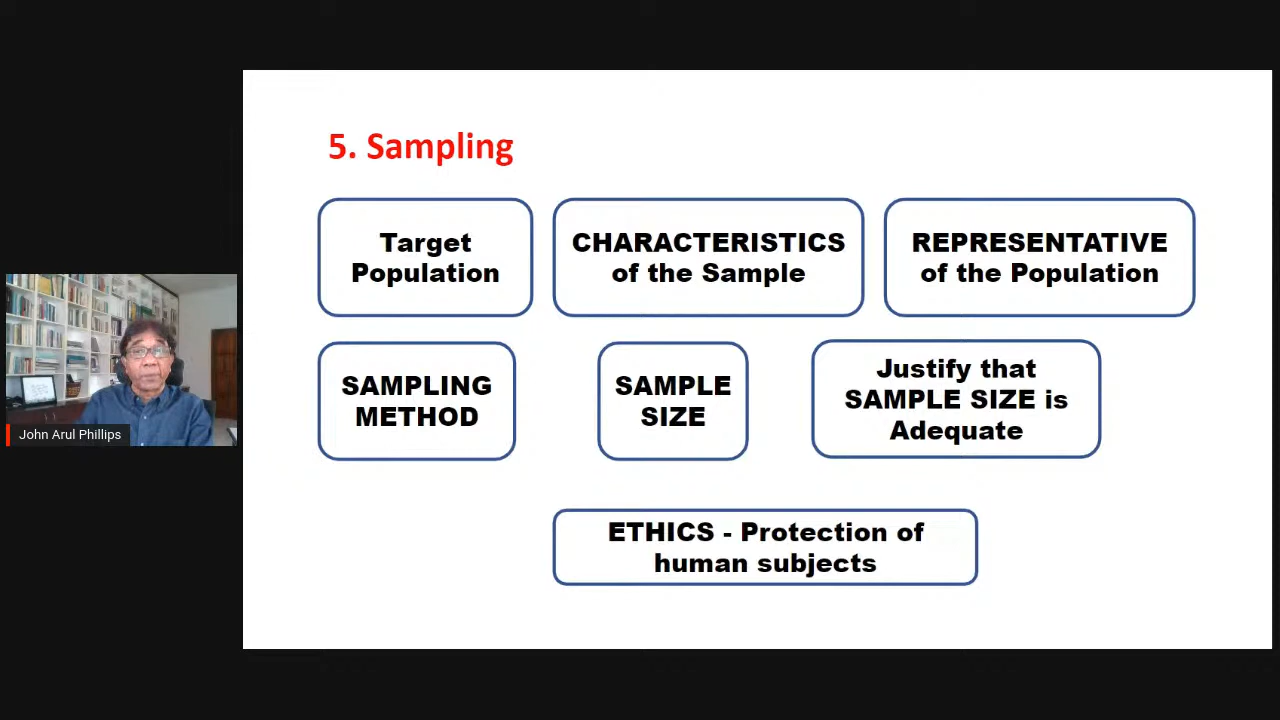 5. Sampling
Target
Population
CHARACTERISTICS
of the Sample
REPRESENTATIVE
of the Population
SAMPLING
METHOD
SAMPLE
SIZE
Justify that
SAMPLE SIZE is
Adequate
ETHICS - Protection of
human subjects
John Arul Phillips